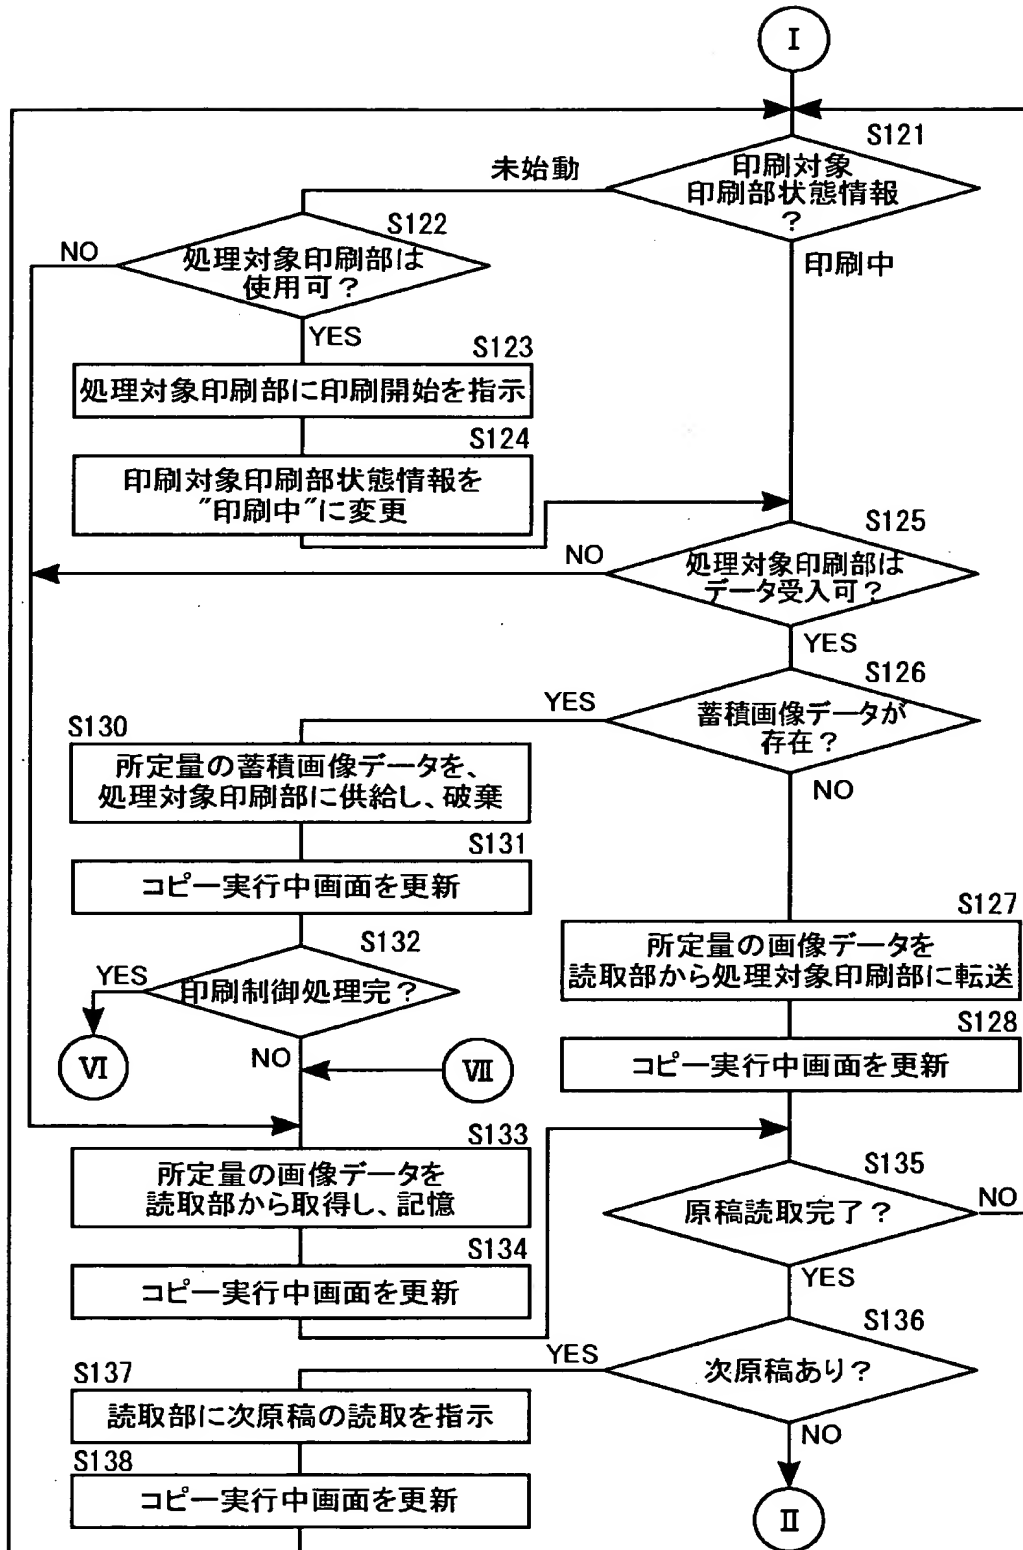 I
S121
未始動
印刷対象
印刷部状態情報
?
S122
NO
処理対象印刷部は
使用可?
印刷中
YES
S123
処理対象印刷部に印刷開始を指示
S124
印刷対象印刷部状態情報を
"印刷中"に変更
S125
NO
処理対象印刷部は
データ受入可?
YES
S126
YES
蓄積画像データが
存在?
S130
所定量の蓄積画像データを、
処理対象印刷部に供給し、破棄
NO
S131
コピー実行中画面を更新
S127
所定量の画像データを
読取部から処理対象印刷部に転送
S132
YES
印刷制御処理完?
S128
コピー実行中画面を更新
VI
NO
VII
S133
所定量の画像データを
読取部から取得し、記憶
S135
原稿読取完了?
NO
S134
コピー実行中画面を更新
YES
S136
YES
次原稿あり?
S137
読取部に次原稿の読取を指示
NO
S138
コピー実行中画面を更新
II